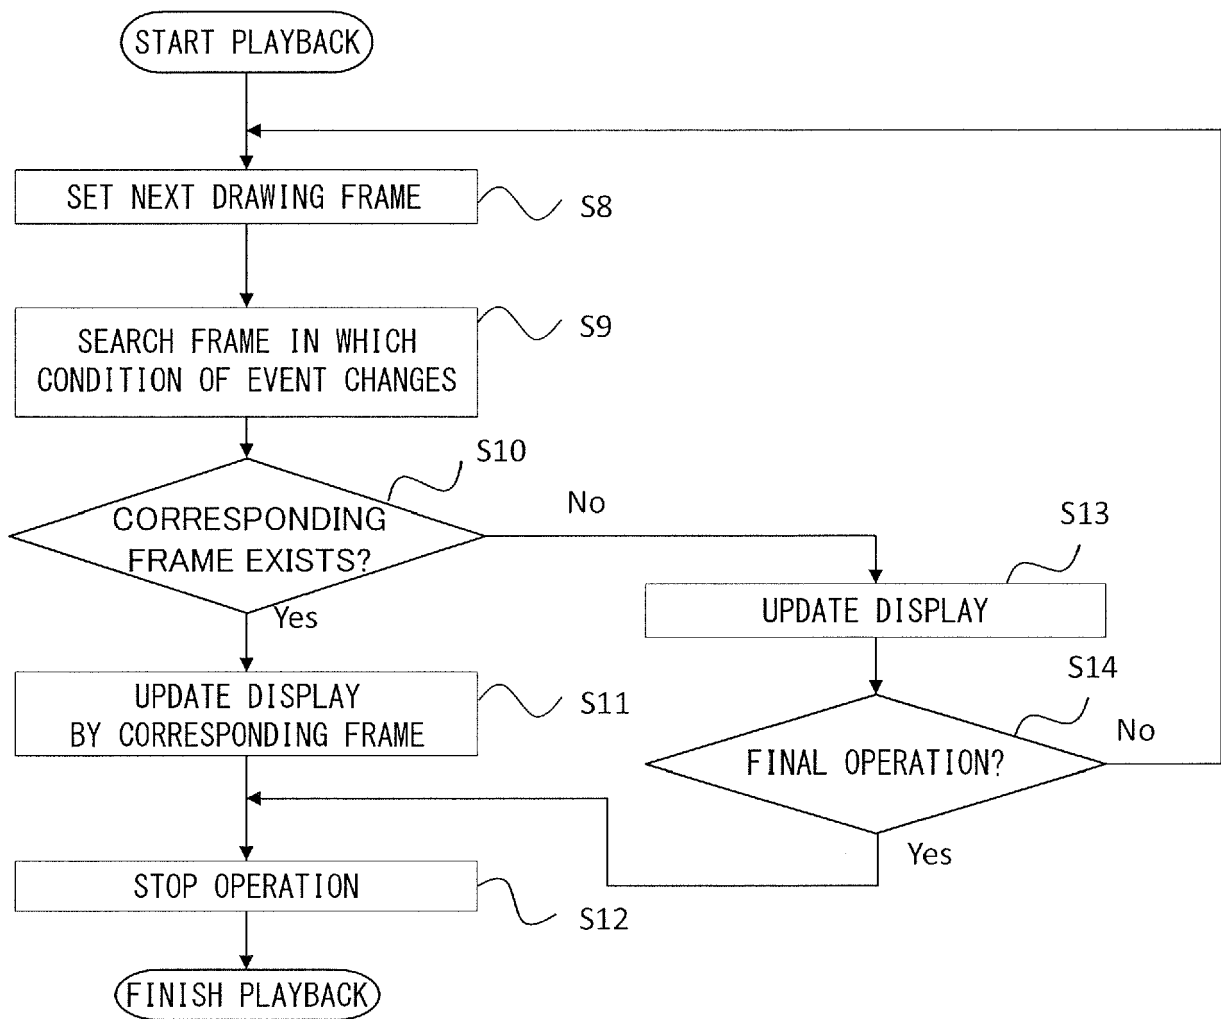 START PLAYBACK
SET NEXT DRAWING FRAME
S8
SEARCH FRAME IN WHICH
CONDITION OF EVENT CHANGES
S9
S10
CORRESPONDING
FRAME EXISTS?
No
Yes
S13
UPDATE DISPLAY
UPDATE DISPLAY
BY CORRESPONDING FRAME
S11
S14
FINAL OPERATION?
No
Yes
STOP OPERATION
S12
FINISH PLAYBACK